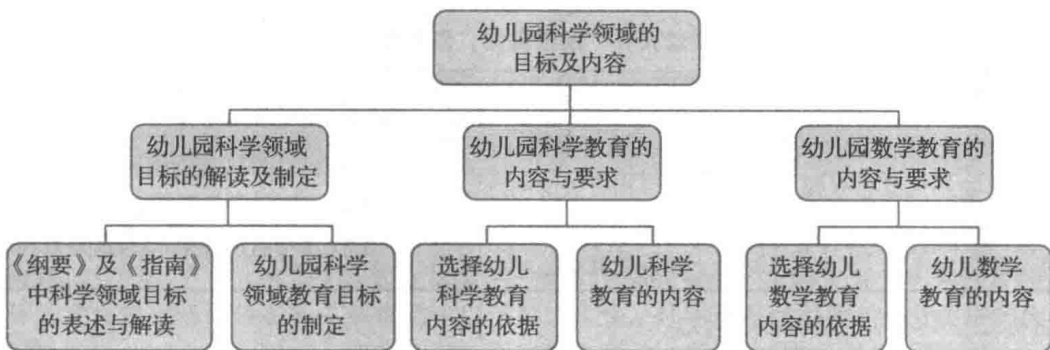 幼儿园科学领域的
目标及内容
幼儿园科学领域
目标的解读及制定
幼儿园科学教育的
内容与要求
幼儿园数学教育的
内容与要求
《纲要》及《指南》
中科学领域目标
的表述与解读
幼儿园科学
领域教育目标
的制定
选择幼儿
科学教育
内容的依据
幼儿科学
教育的内容
选择幼儿
数学教育
内容的依据
幼儿数学
教育的内容